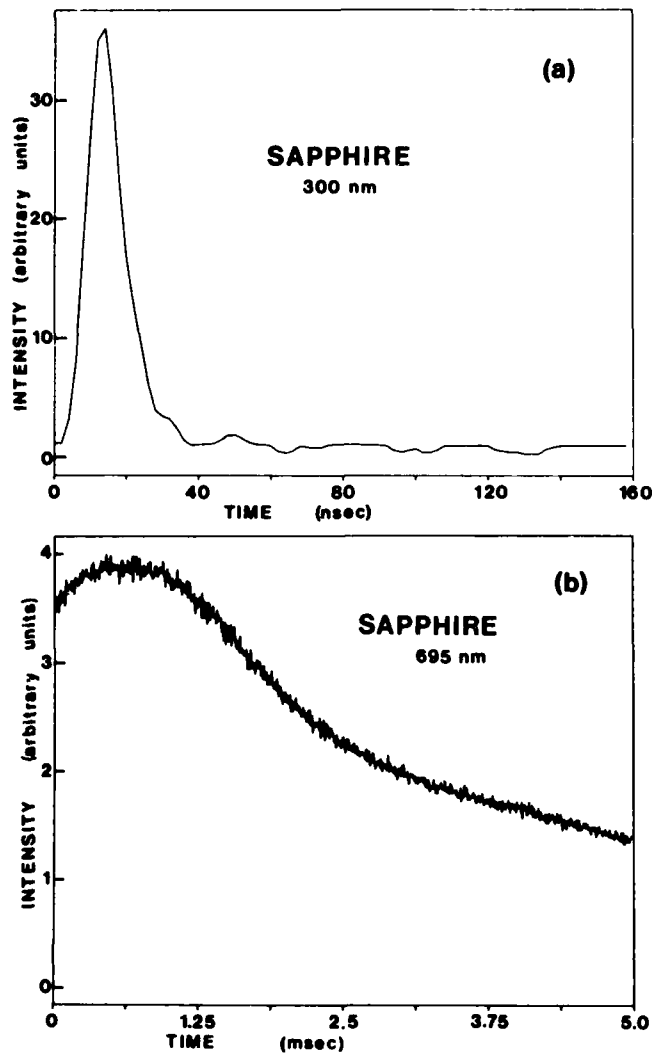 (a)
SAPPHIRE
300 nm
INTENSITY (arbitrary units)
30
20
10
0
0 40 80 120 160
TIME (nsec)
(b)
SAPPHIRE
695 nm
INTENSITY (arbitrary units)
4
3
2
1
0
0 1.25 2.5 3.75 5.0
TIME (msec)